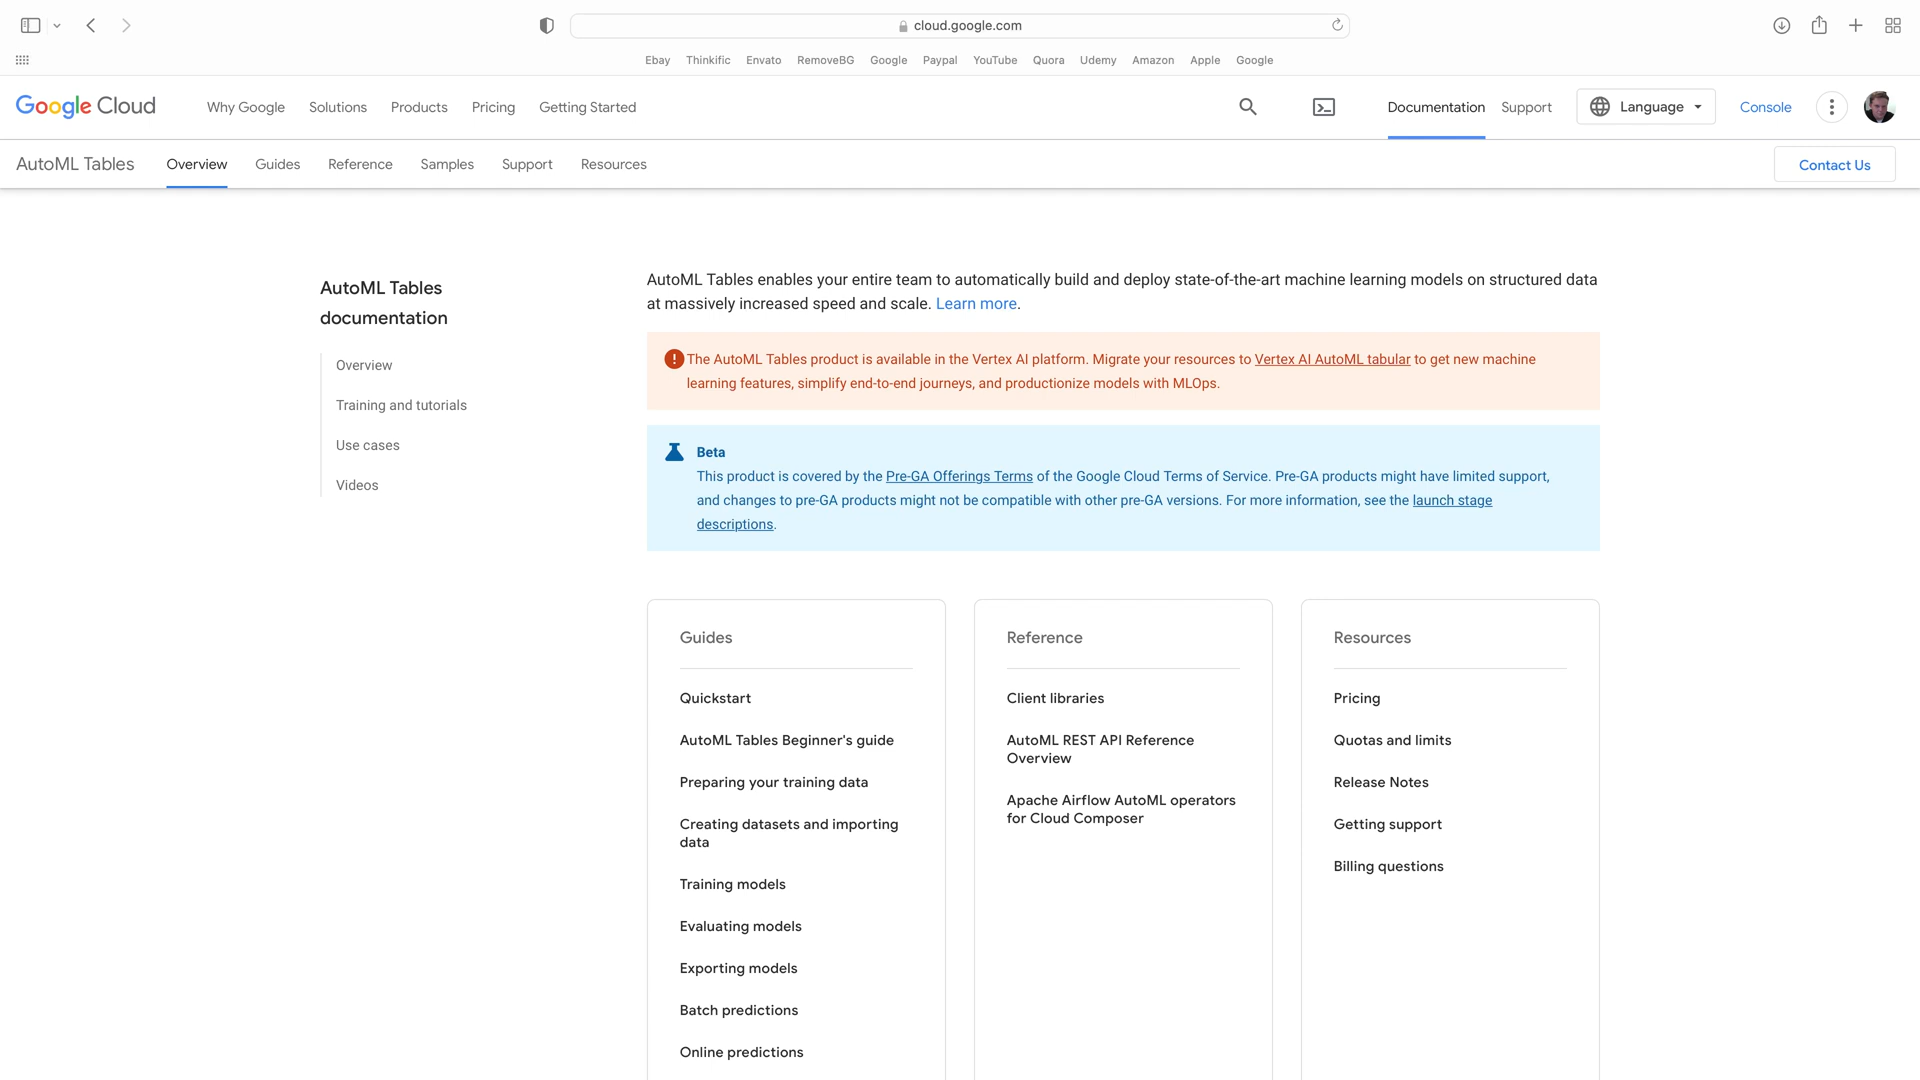 cloud.google.com
Ebay Thinkific Envato RemoveBG Google Paypal YouTube Quora Udemy Amazon Apple Google
Google Cloud Why Google Solutions Products Pricing Getting Started Documentation Support Language Console
AutoML Tables Overview Guides Reference Samples Support Resources Contact Us
AutoML Tables
documentation
Overview
Training and tutorials
Use cases
Videos
AutoML Tables enables your entire team to automatically build and deploy state-of-the-art machine learning models on structured data
at massively increased speed and scale. Learn more.
The AutoML Tables product is available in the Vertex AI platform. Migrate your resources to Vertex AI AutoML tabular to get new machine
learning features, simplify end-to-end journeys, and productionize models with MLOps.
Beta
This product is covered by the Pre-GA Offerings Terms of the Google Cloud Terms of Service. Pre-GA products might have limited support,
and changes to pre-GA products might not be compatible with other pre-GA versions. For more information, see the launch stage
descriptions.
Guides
Quickstart
AutoML Tables Beginner's guide
Preparing your training data
Creating datasets and importing
data
Training models
Evaluating models
Exporting models
Batch predictions
Online predictions
Reference
Client libraries
AutoML REST API Reference
Overview
Apache Airflow AutoML operators
for Cloud Composer
Resources
Pricing
Quotas and limits
Release Notes
Getting support
Billing questions